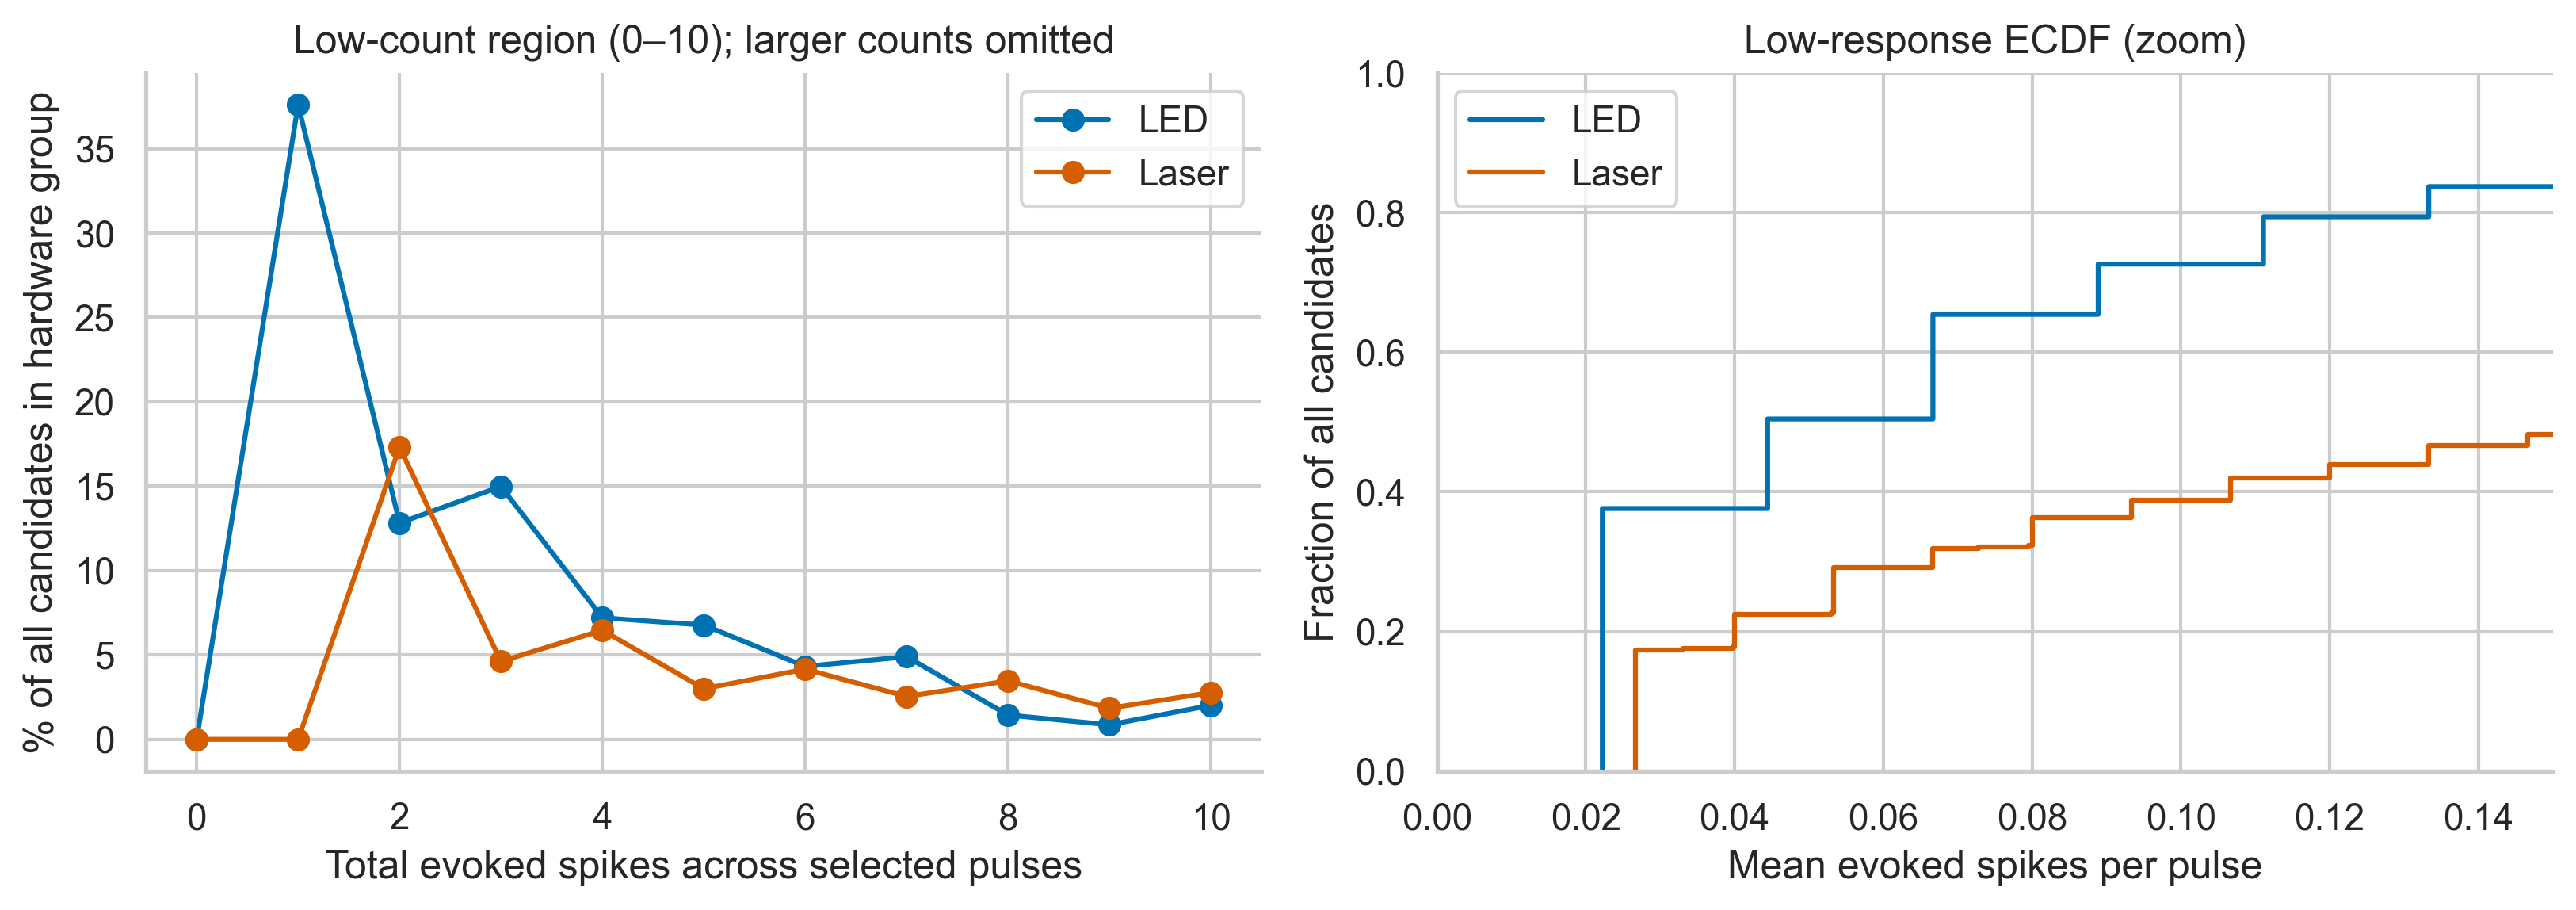 Low-count region (0–10); larger counts omitted
% of all candidates in hardware group
35
30
25
20
15
10
5
0
LED
Laser
0 2 4 6 8 10
Total evoked spikes across selected pulses
Low-response ECDF (zoom)
Fraction of all candidates
1.0
0.8
0.6
0.4
0.2
0.0
LED
Laser
0.00 0.02 0.04 0.06 0.08 0.10 0.12 0.14
Mean evoked spikes per pulse